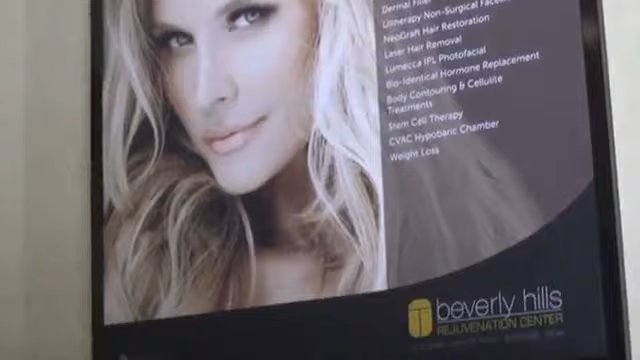 Dermal Filler
Ultherapy Non-Surgical
NeoGraft Hair Restoration
Laser Hair Removal
Lumecca IPL Photofacial
Bio-Identical Hormone Replacement
Body Contouring & Cellulite
Treatments
Stem Cell Therapy
CVAC Hypobaric Chamber
Weight Loss
beverly hills
REJUVENATION CENTER